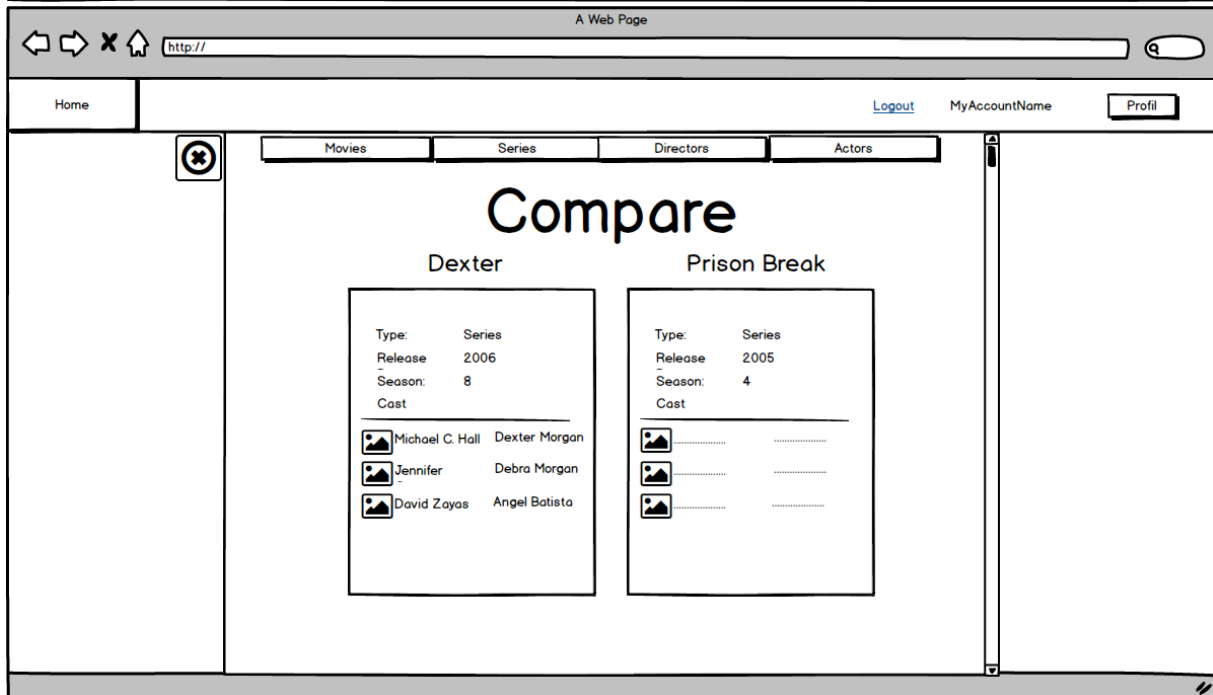 A Web Page
http://
Home Logout MyAccountName Profil
Movies Series Directors Actors
Compare
Dexter Prison Break
Type: Series Type: Series
Release 2006 Release 2005
Season: 8 Season: 4
Cast Cast
Michael C. Hall Dexter Morgan ................... ...................
Jennifer Debra Morgan ................... ...................
David Zayas Angel Batista ................... ...................